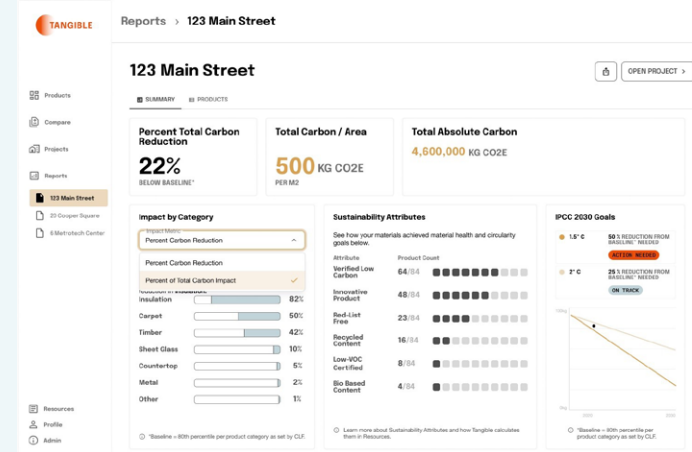 TANGIBLE
Reports > 123 Main Street
Products
Compare
Projects
Reports
123 Main Street
22 Cooper Square
6 Metrotech Center
Resources
Profile
Admin
123 Main Street
OPEN PROJECT >
SUMMARY
PRODUCTS
Percent Total Carbon
Reduction
22%
BELOW BASELINE*
Total Carbon / Area
500 KG CO2E
PER M2
Total Absolute Carbon
4,600,000 KG CO2E
Impact by Category
Impact Metric
Percent Carbon Reduction
Percent Carbon Reduction
Percent of Total Carbon Impact
Insulation 82%
Carpet 50%
Timber 42%
Sheet Glass 10%
Countertop 5%
Metal 2%
Other 1%
*Baseline = 80th percentile per product category as set by CLF.
Sustainability Attributes
See how your materials achieved material health and circularity
goals below.
Attribute Product Count
Verified Low
Carbon
64/84
Innovative
Product
48/84
Red-List
Free
23/84
Recycled
Content
16/84
Low-VOC
Certified
8/84
Bio Based
Content
4/84
Learn more about Sustainability Attributes and how Tangible calculates
them in Resources.
IPCC 2030 Goals
1.5° C
50% REDUCTION FROM
BASELINE* NEEDED
ACTION NEEDED
2° C
25% REDUCTION FROM
BASELINE* NEEDED
ON TRACK
2020 2030
*Baseline = 80th percentile per
product category as set by CLF.